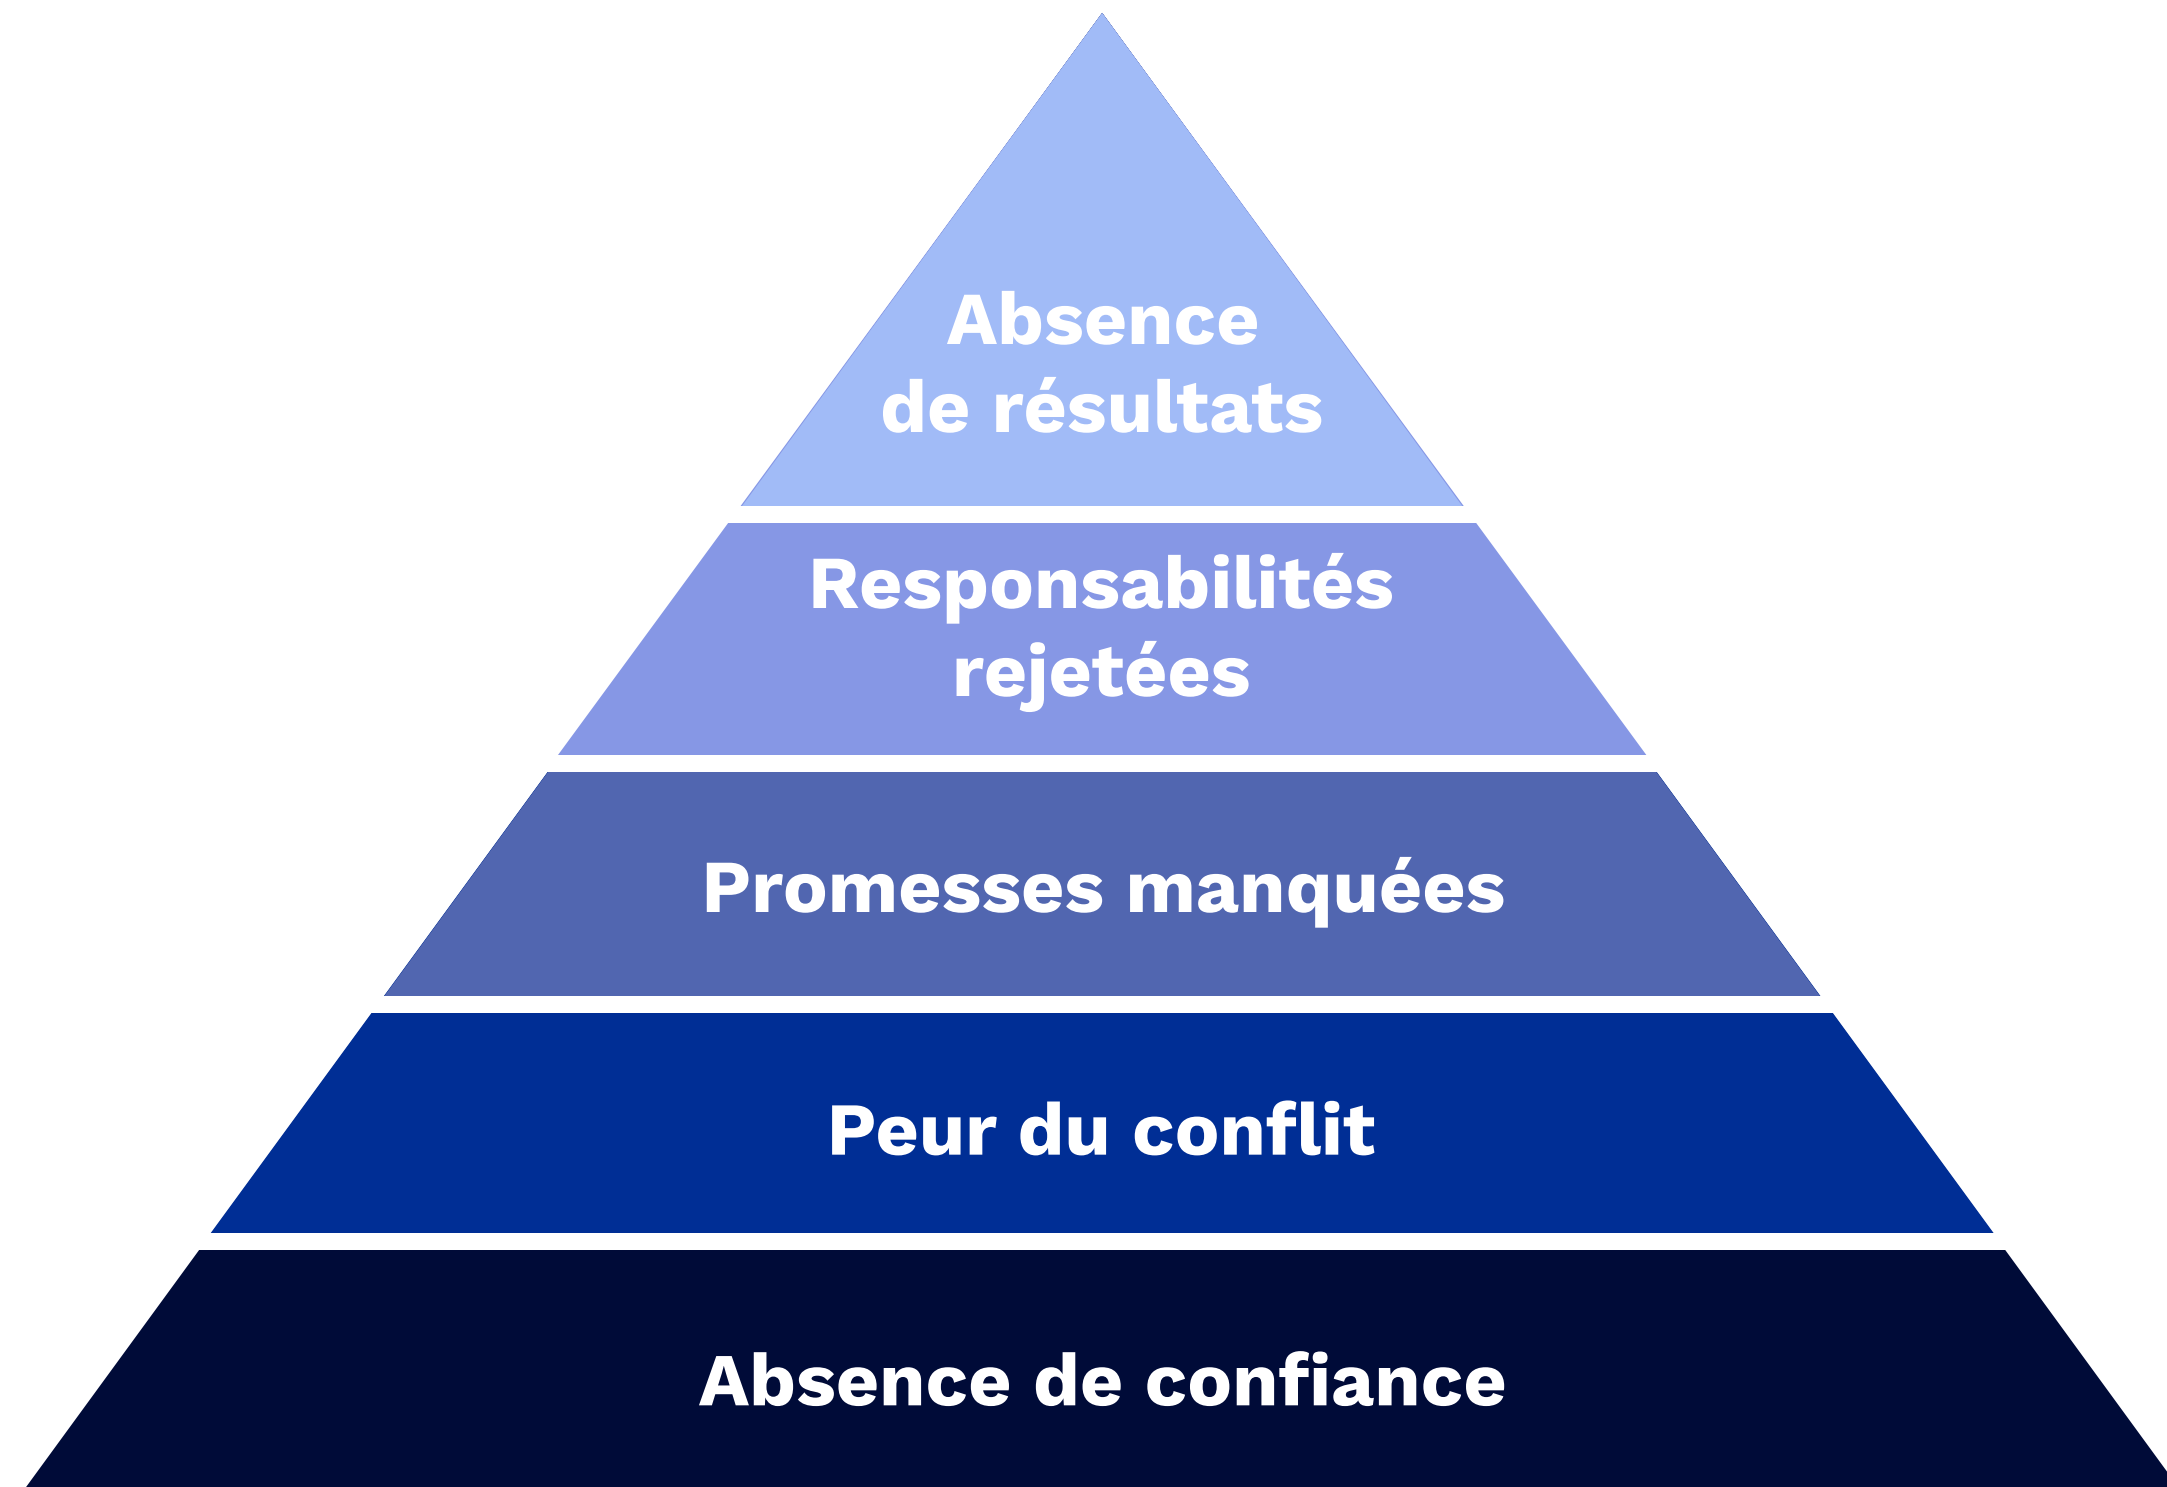 Absence
de résultats
Responsabilités
rejetées
Promesses manquées
Peur du conflit
Absence de confiance